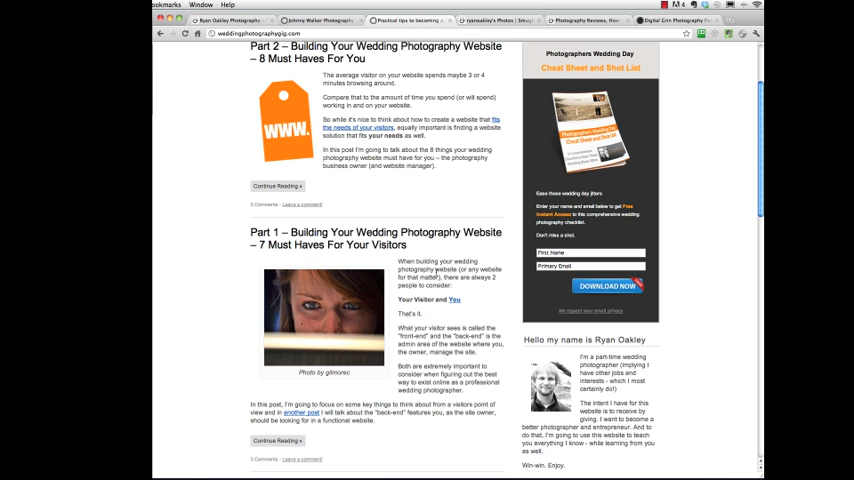 okmarks Window Help
Ryan Oakley Photography
Johnny Walker Photography
Practical tips to becoming
ryanoakley's Photos | Smug
Photography Reviews, How
Digital Grin Photography Fo
weddingphotographygig.com
Part 2 – Building Your Wedding Photography Website
– 8 Must Haves For You
WWW.
The average visitor on your website spends maybe 3 or 4
minutes browsing around.
Compare that to the amount of time you spend (or will spend)
working in and on your website.
So while it's nice to think about how to create a website that fits
the needs of your visitors, equally important is finding a website
solution that fits your needs as well.
In this post I'm going to talk about the 8 things your wedding
photography website must have for you – the photography
business owner (and website manager).
Continue Reading »
3 Comments - Leave a comment
Part 1 – Building Your Wedding Photography Website
– 7 Must Haves For Your Visitors
When building your wedding
photography website (or any website
for that matter), there are always 2
people to consider:
Your Visitor and You
That's it.
What your visitor sees is called the
"front-end" and the "back-end" is the
admin area of the website where you,
the owner, manage the site.
Both are extremely important to
consider when figuring out the best
way to exist online as a professional
wedding photographer.
Photo by gilmorec
In this post, I'm going to focus on some key things to think about from a visitors point of
view and in another post I will talk about the "back-end" features you, as the site owner,
should be looking for in a functional website.
Continue Reading »
3 Comments - Leave a comment
Photographers Wedding Day
Cheat Sheet and Shot List
Photographers Wedding Day
Cheat Sheet and Shot List
Ease those wedding day jitters
Enter your name and email below to get Free
Instant Access to this comprehensive wedding
photography checklist.
Don't miss a shot.
First Name
Primary Email
DOWNLOAD NOW
We respect your email privacy
Hello my name is Ryan Oakley
I'm a part-time wedding
photographer (implying I
have other jobs and
interests - which I most
certainly do!)
The intent I have for this
website is to receive by
giving. I want to become a
better photographer and entrepreneur. And to
do that, I'm going to use this website to teach
you everything I know - while learning from you
as well.
Win-win. Enjoy.